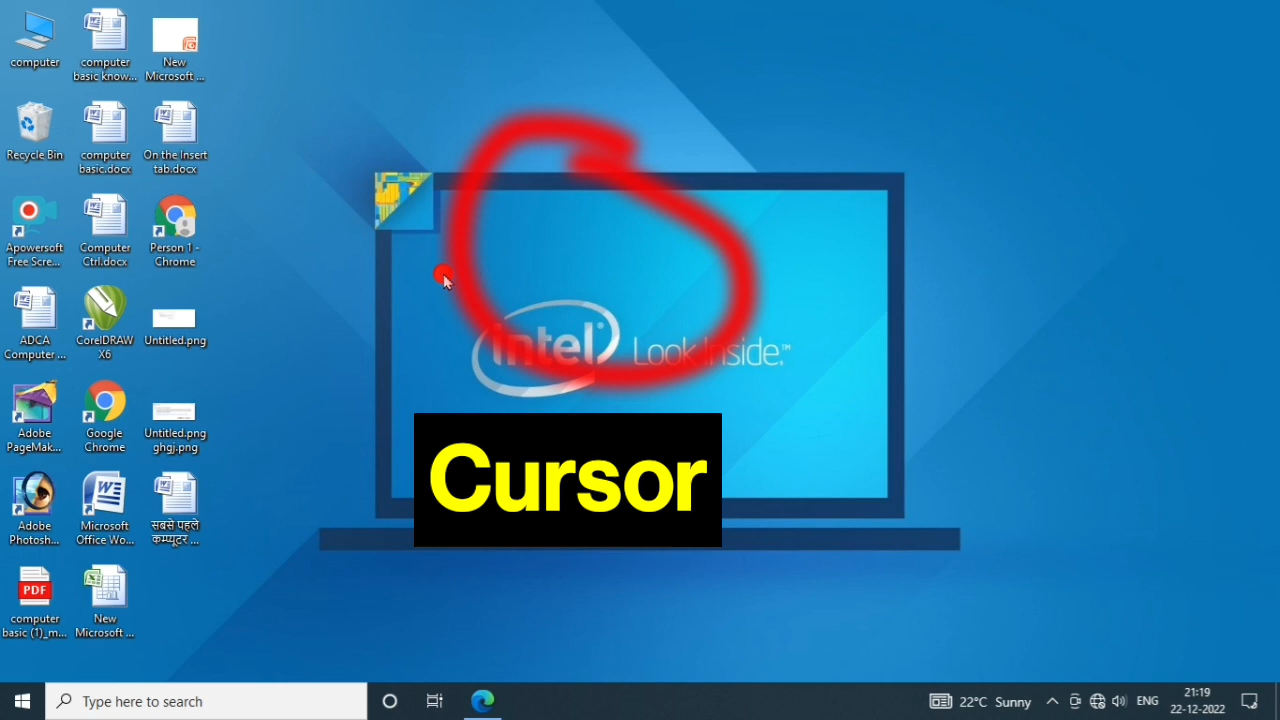 computer
computer
basic know...
New
Microsoft ...
Recycle Bin
computer
basic.docx
On the Insert
tab.docx
Apowersoft
Free Scre...
Computer
Ctrl.docx
Person 1 -
Chrome
ADCA
Computer ...
CorelDRAW
X6
Untitled.png
Adobe
PageMak...
Google
Chrome
Untitled.png
ghgj.png
Adobe
Photosh...
Microsoft
Office Wo...
सबसे पहले
कम्प्यूटर ...
PDF
computer
basic (1)_m...
New
Microsoft ...
intel
Look Inside.™
Cursor
Type here to search
22°C Sunny
ENG
21:19
22-12-2022